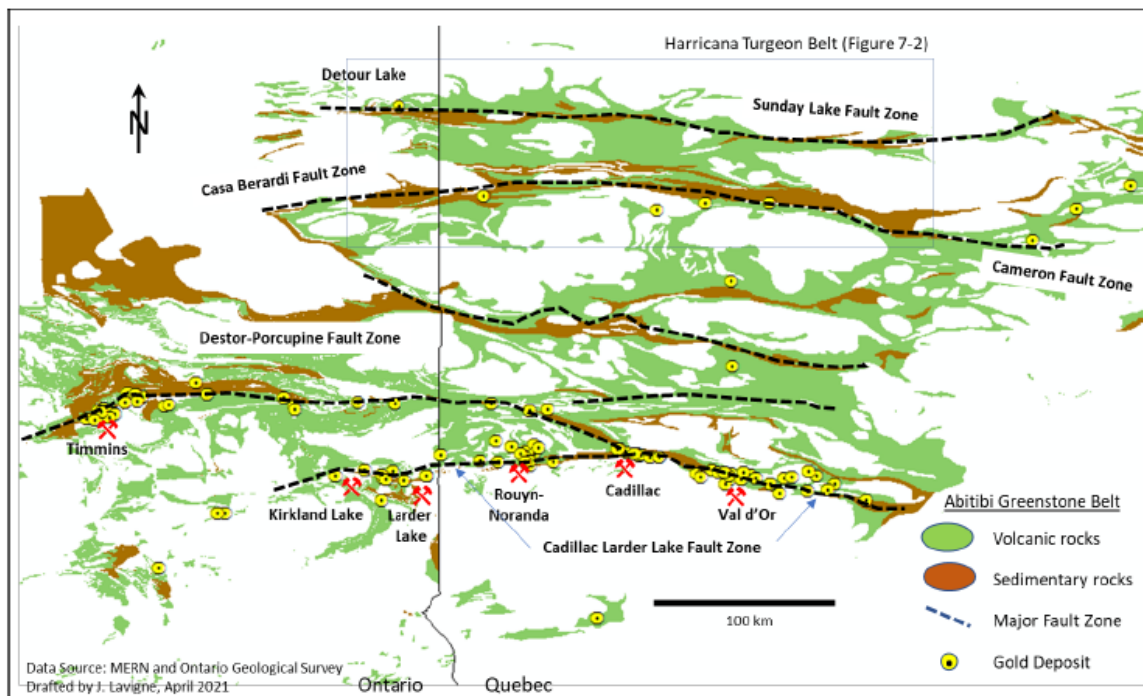 Harricana Turgeon Belt (Figure 7-2)
Detour Lake
Sunday Lake Fault Zone
N
Casa Berardi Fault Zone
Cameron Fault Zone
Destor-Porcupine Fault Zone
Timmins
Kirkland Lake
Larder
Lake
Rouyn-
Noranda
Cadillac
Val d'Or
Cadillac Larder Lake Fault Zone
Abitibi Greenstone Belt
Volcanic rocks
Sedimentary rocks
Major Fault Zone
Gold Deposit
100 km
Data Source: MERN and Ontario Geological Survey
Drafted by J. Lavigne, April 2021
Ontario
Quebec